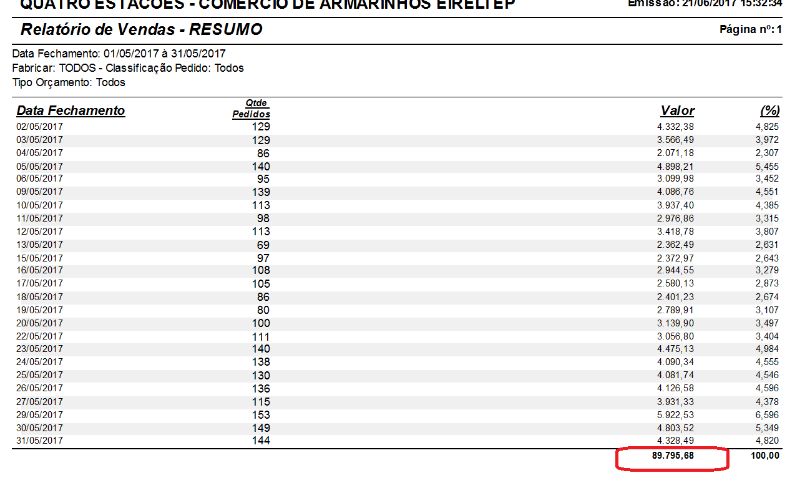 QUATRO ESTACOES - COMERCIO DE ARMARINHOS EIRELI EP
Emissão: 21/06/2017 15:32:34
Relatório de Vendas - RESUMO
Página nº: 1
Data Fechamento: 01/05/2017 à 31/05/2017
Fabricar: TODOS - Classificação Pedido: Todos
Tipo Orçamento: Todos
Data Fechamento Qtde Pedidos Valor (%)
02/05/2017 129 4.332,38 4,825
03/05/2017 129 3.566,49 3,972
04/05/2017 86 2.071,18 2,307
05/05/2017 140 4.898,21 5,455
06/05/2017 95 3.099,98 3,452
09/05/2017 139 4.086,76 4,551
10/05/2017 113 3.937,40 4,385
11/05/2017 98 2.976,86 3,315
12/05/2017 113 3.418,78 3,807
13/05/2017 69 2.362,49 2,631
15/05/2017 97 2.372,97 2,643
16/05/2017 108 2.944,55 3,279
17/05/2017 105 2.580,13 2,873
18/05/2017 86 2.401,23 2,674
19/05/2017 80 2.789,91 3,107
20/05/2017 100 3.139,90 3,497
22/05/2017 111 3.056,80 3,404
23/05/2017 140 4.475,13 4,984
24/05/2017 138 4.090,34 4,555
25/05/2017 130 4.081,74 4,546
26/05/2017 136 4.126,58 4,596
27/05/2017 115 3.931,33 4,378
29/05/2017 153 5.922,53 6,596
30/05/2017 149 4.803,52 5,349
31/05/2017 144 4.328,49 4,820
89.795,68 100,00